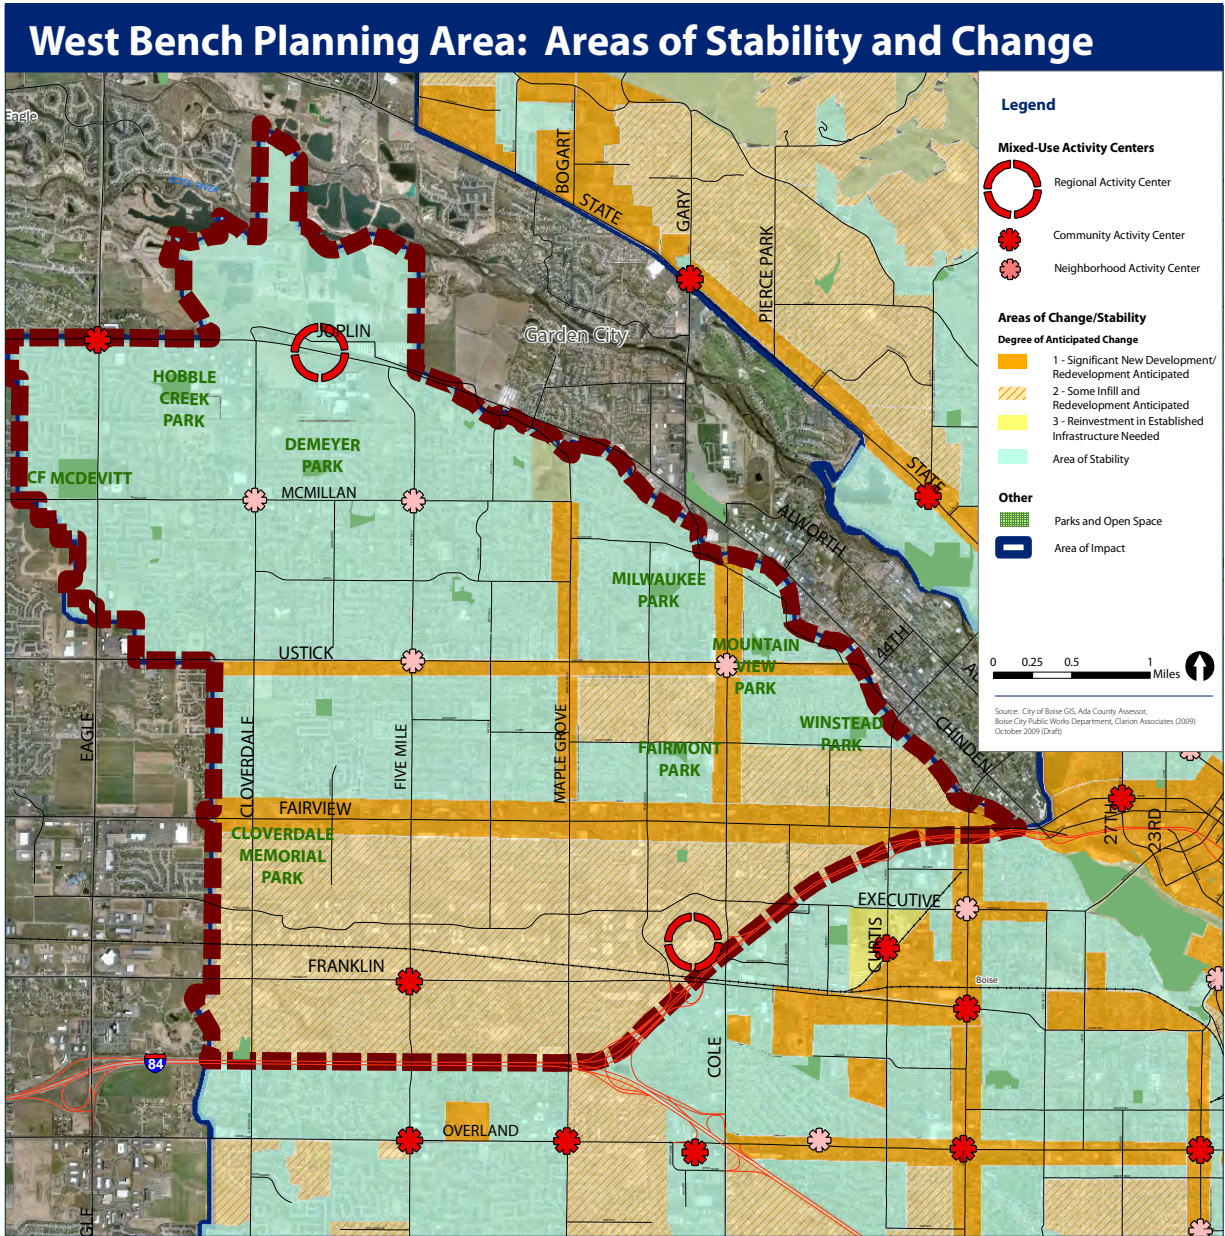 West Bench Planning Area: Areas of Stability and Change
Legend
Mixed-Use Activity Centers
Regional Activity Center
Community Activity Center
Neighborhood Activity Center
Areas of Change/Stability
Degree of Anticipated Change
1 - Significant New Development/
Redevelopment Anticipated
2 - Some Infill and
Redevelopment Anticipated
3 - Reinvestment in Established
Infrastructure Needed
Area of Stability
Other
Parks and Open Space
Area of Impact
0 0.25 0.5 1
Miles
Source: City of Boise GIS, Ada County Assessor,
Boise City Public Works Department, Clarion Associates (2009)
October 2009 (Draft)
Eagle
BOGART
STATE
GARY
PIERCE PARK
Garden City
JOPLIN
HOBBLE
CREEK
PARK
DEMEYER
PARK
CF MCDEVITT
MCMILLAN
STATE
ALWORTH
MILWAUKEE
PARK
MOUNTAIN
VIEW
PARK
44TH
USTICK
WINSTEAD
PARK
CHINDEN
EAGLE
CLOVERDALE
FIVE MILE
MAPLE GROVE
FAIRMONT
PARK
FAIRVIEW
CLOVERDALE
MEMORIAL
PARK
27TH
23RD
EXECUTIVE
CURTIS
FRANKLIN
Boise
84
COLE
OVERLAND